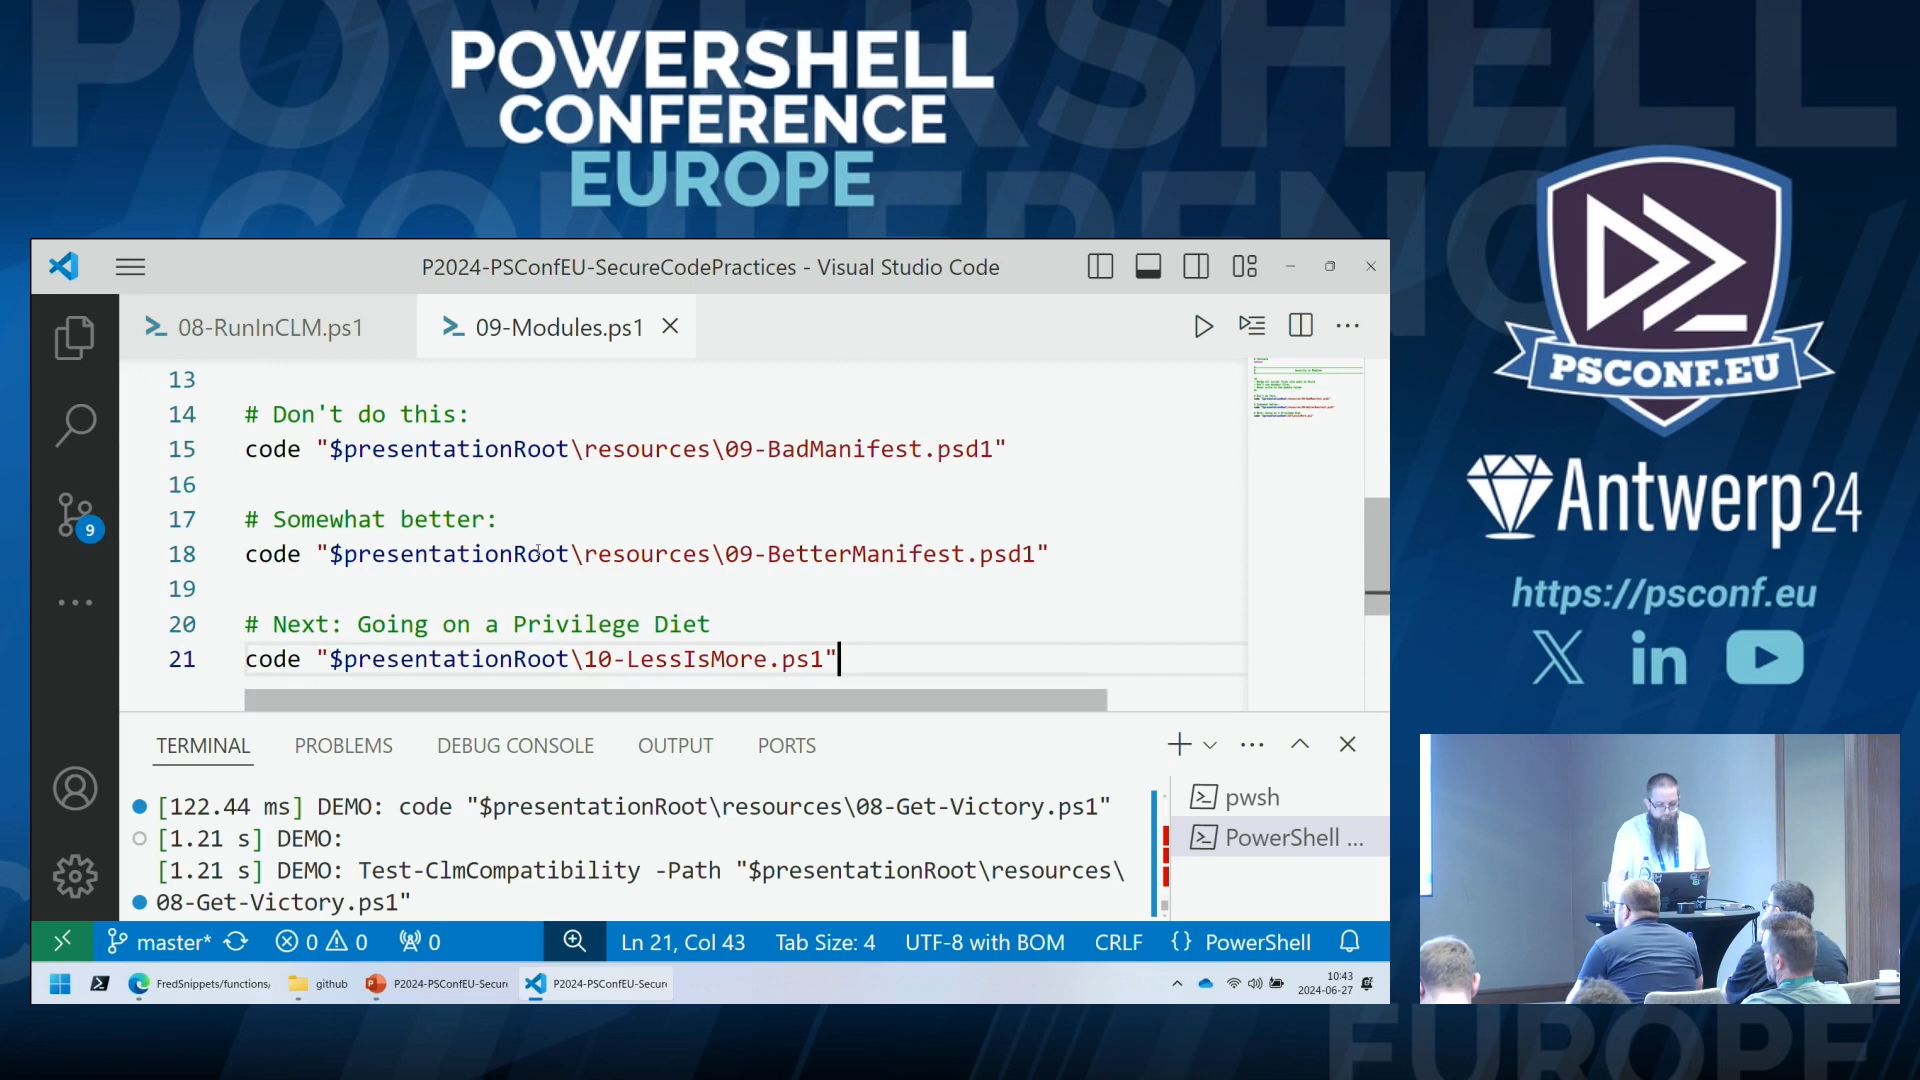 POWERSHELL
CONFERENCE
EUROPE
P2024-PSConfEU-SecureCodePractices - Visual Studio Code
08-RunInCLM.ps1
09-Modules.ps1
13
14 # Don't do this:
15 code "$presentationRoot\resources\09-BadManifest.psd1"
16
17 # Somewhat better:
18 code "$presentationRoot\resources\09-BetterManifest.psd1"
19
20 # Next: Going on a Privilege Diet
21 code "$presentationRoot\10-LessIsMore.ps1"
9
TERMINAL PROBLEMS DEBUG CONSOLE OUTPUT PORTS
[122.44 ms] DEMO: code "$presentationRoot\resources\08-Get-Victory.ps1"
[1.21 s] DEMO:
[1.21 s] DEMO: Test-ClmCompatibility -Path "$presentationRoot\resources\
08-Get-Victory.ps1"
pwsh
PowerShell ...
master* 0 0 0 Ln 21, Col 43 Tab Size: 4 UTF-8 with BOM CRLF {} PowerShell
FredSnippets/functions, github P2024-PSConfEU-Secure P2024-PSConfEU-Secure
10:43
2024-06-27
PSCONF.EU
Antwerp 24
https://psconf.eu
X in